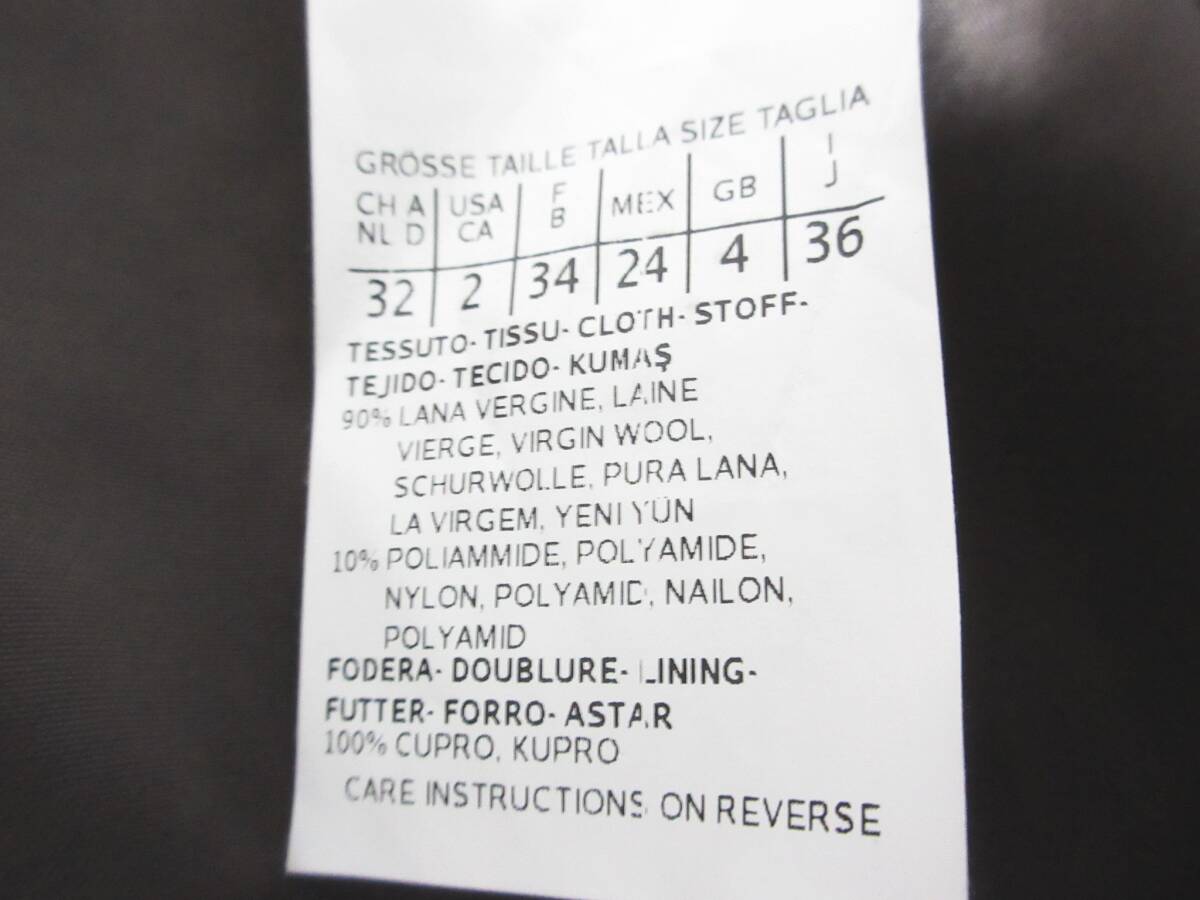 GRÖSSE TAILLE TALLA SIZE TAGLIA
CH A USA F MEX GB I
NL D CA B J
32 2 34 24 4 36
TESSUTO- TISSU- CLOTH- STOFF-
TEJIDO- TECIDO- KUMAŞ
90% LANA VERGINE, LAINE
VIERGE, VIRGIN WOOL,
SCHURWOLLE, PURA LANA,
LA VIRGEM, YENI YÜN
10% POLIAMMIDE, POLYAMIDE,
NYLON, POLYAMID, NAILON,
POLYAMID
FODERA- DOUBLURE- LINING-
FUTTER- FORRO- ASTAR
100% CUPRO, KUPRO
CARE INSTRUCTIONS ON REVERSE